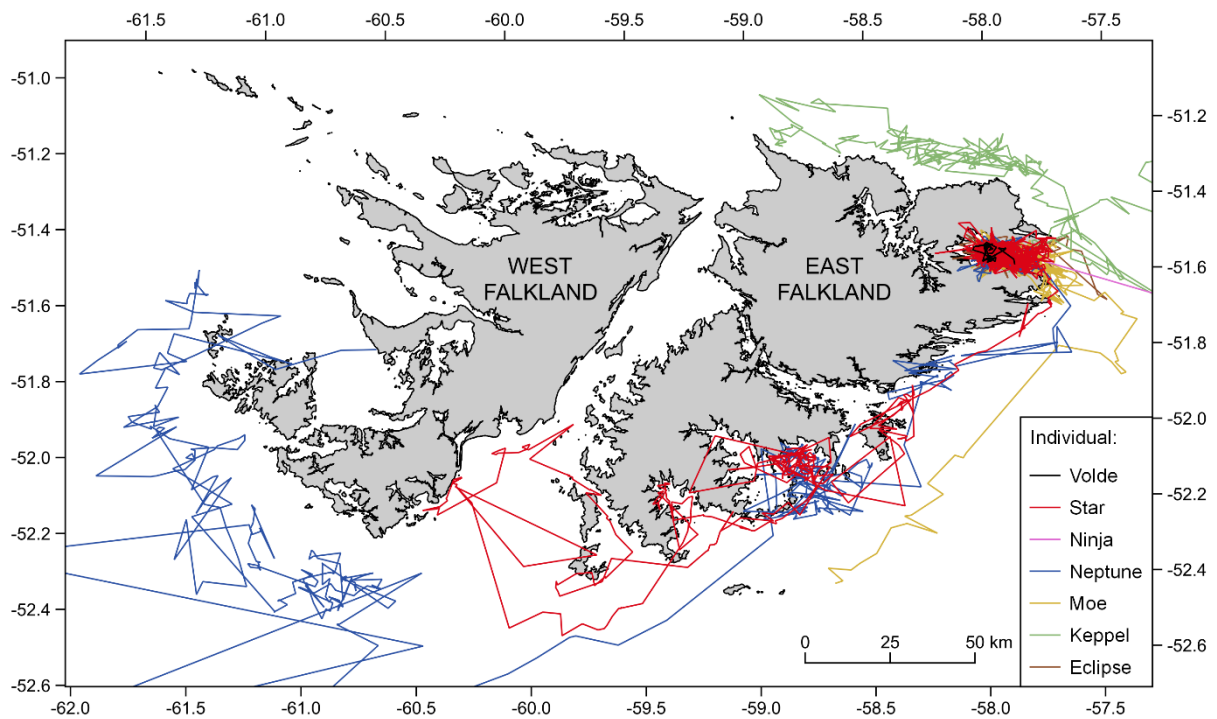 -61.5 -61.0 -60.5 -60.0 -59.5 -59.0 -58.5 -58.0 -57.5
-51.0
-51.2
-51.4
-51.6
-51.8
-52.0
-52.2
-52.4
-52.6
WEST
FALKLAND
EAST
FALKLAND
-51.2
-51.4
-51.6
-51.8
-52.0
-52.2
-52.4
-52.6
Individual:
Volde
Star
Ninja
Neptune
Moe
Keppel
Eclipse
0 25 50 km
-62.0 -61.5 -61.0 -60.5 -60.0 -59.5 -59.0 -58.5 -58.0 -57.5